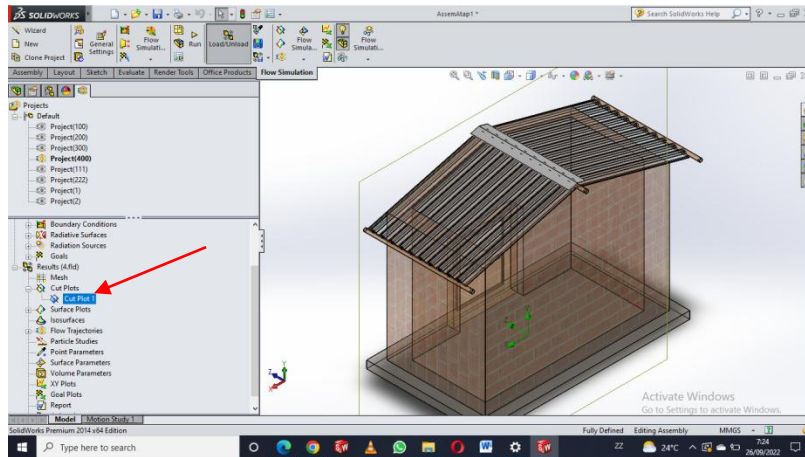 SOLIDWORKS
AssemMap1 *
Search SolidWorks Help
Wizard
New
Clone Project
General
Settings
Flow
Simulati...
Run
Load/Unload
Flow
Simula...
Flow
Simulati...
Assembly Layout Sketch Evaluate Render Tools Office Products Flow Simulation
Projects
Default
Project(100)
Project(200)
Project(300)
Project(400)
Project(111)
Project(222)
Project(1)
Project(2)
Boundary Conditions
Radiative Surfaces
Radiation Sources
Goals
Results (4.fld)
Mesh
Cut Plots
Cut Plot 1
Surface Plots
Isosurfaces
Flow Trajectories
Particle Studies
Point Parameters
Surface Parameters
Volume Parameters
XY Plots
Goal Plots
Report
Z
Y
X
Activate Windows
Go to Settings to activate Windows.
Model Motion Study 1
SolidWorks Premium 2014 x64 Edition
Fully Defined Editing Assembly MMGS
Type here to search
24°C
7:24
26/09/2022